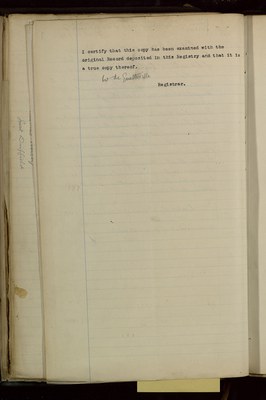 I certify that this copy has been examined with the
original Record deposited in this Registry and that it is
a true copy thereof.
Registrar.